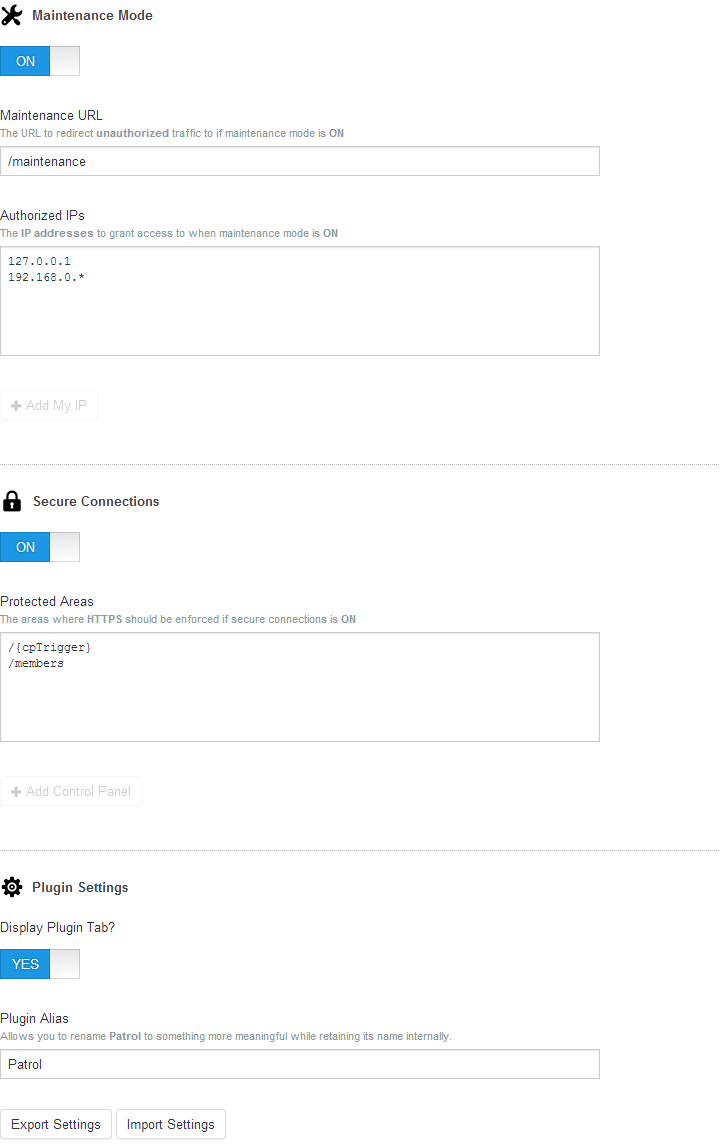 Maintenance Mode
ON
Maintenance URL
The URL to redirect unauthorized traffic to if maintenance mode is ON
/maintenance
Authorized IPs
The IP addresses to grant access to when maintenance mode is ON
127.0.0.1
192.168.0.*
Add My IP
Secure Connections
ON
Protected Areas
The areas where HTTPS should be enforced if secure connections is ON
/{cpTrigger}
/members
Add Control Panel
Plugin Settings
Display Plugin Tab?
YES
Plugin Alias
Allows you to rename Patrol to something more meaningful while retaining its name internally.
Patrol
Export Settings Import Settings